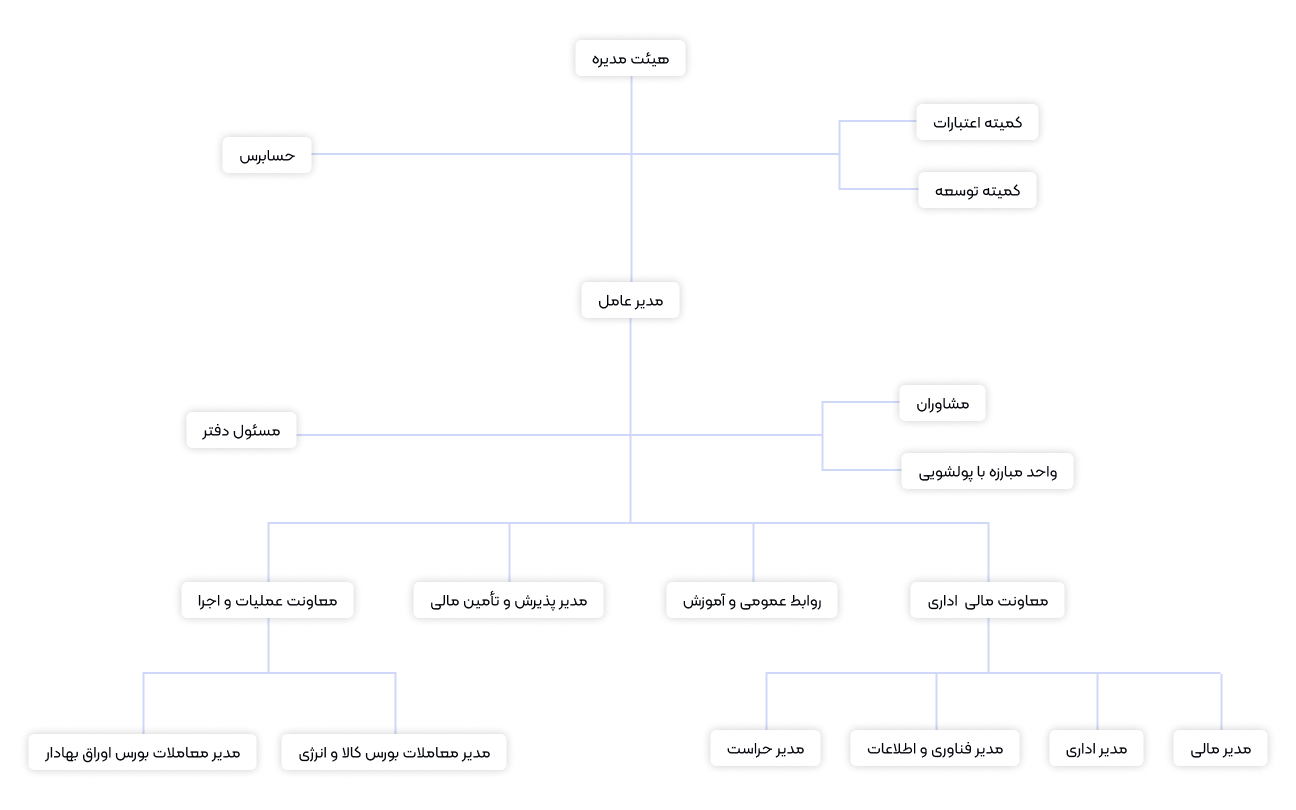 هیئت مدیره
کمیته اعتبارات
حسابرس
کمیته توسعه
مدیر عامل
مشاوران
مسئول دفتر
واحد مبارزه با پولشویی
معاونت مالی اداری
روابط عمومی و آموزش
مدیر پذیرش و تأمین مالی
معاونت عملیات و اجرا
مدیر مالی
مدیر اداری
مدیر فناوری و اطلاعات
مدیر حراست
مدیر معاملات بورس کالا و انرژی
مدیر معاملات بورس اوراق بهادار